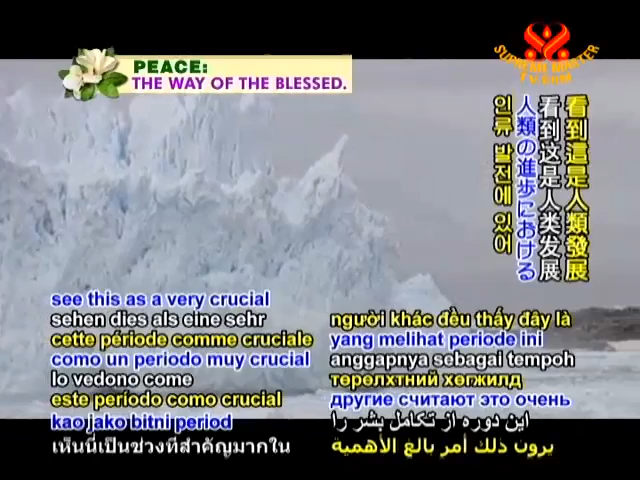 PEACE:
THE WAY OF THE BLESSED.
SUPREME MASTER
TV.COM
看到這是人類發展
看到这是人类发展
人類の進歩における
인류 발전에 있어
see this as a very crucial
sehen dies als eine sehr
cette période comme cruciale
como un periodo muy crucial
lo vedono come
este período como crucial
kao jako bitni period
เห็นนี่เป็นช่วงที่สำคัญมากใน
người khác đều thấy đây là
yang melihat periode ini
anggapnya sebagai tempoh
төрөлхтний хөгжилд
другие считают это очень
این دوره از تکامل بشر را
يرون ذلك أمر بالغ الأهمية